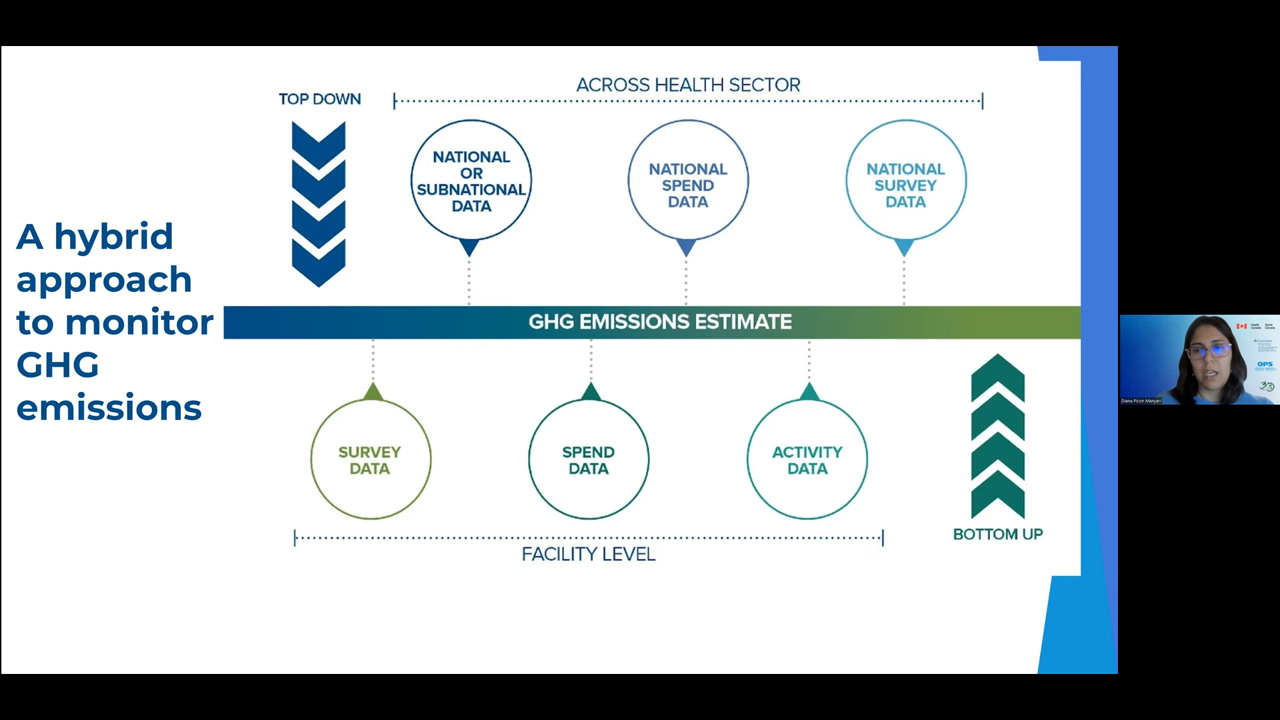 A hybrid
approach
to monitor
GHG
emissions
TOP DOWN
ACROSS HEALTH SECTOR
NATIONAL
OR
SUBNATIONAL
DATA
NATIONAL
SPEND
DATA
NATIONAL
SURVEY
DATA
GHG EMISSIONS ESTIMATE
SURVEY
DATA
SPEND
DATA
ACTIVITY
DATA
BOTTOM UP
FACILITY LEVEL
GPS